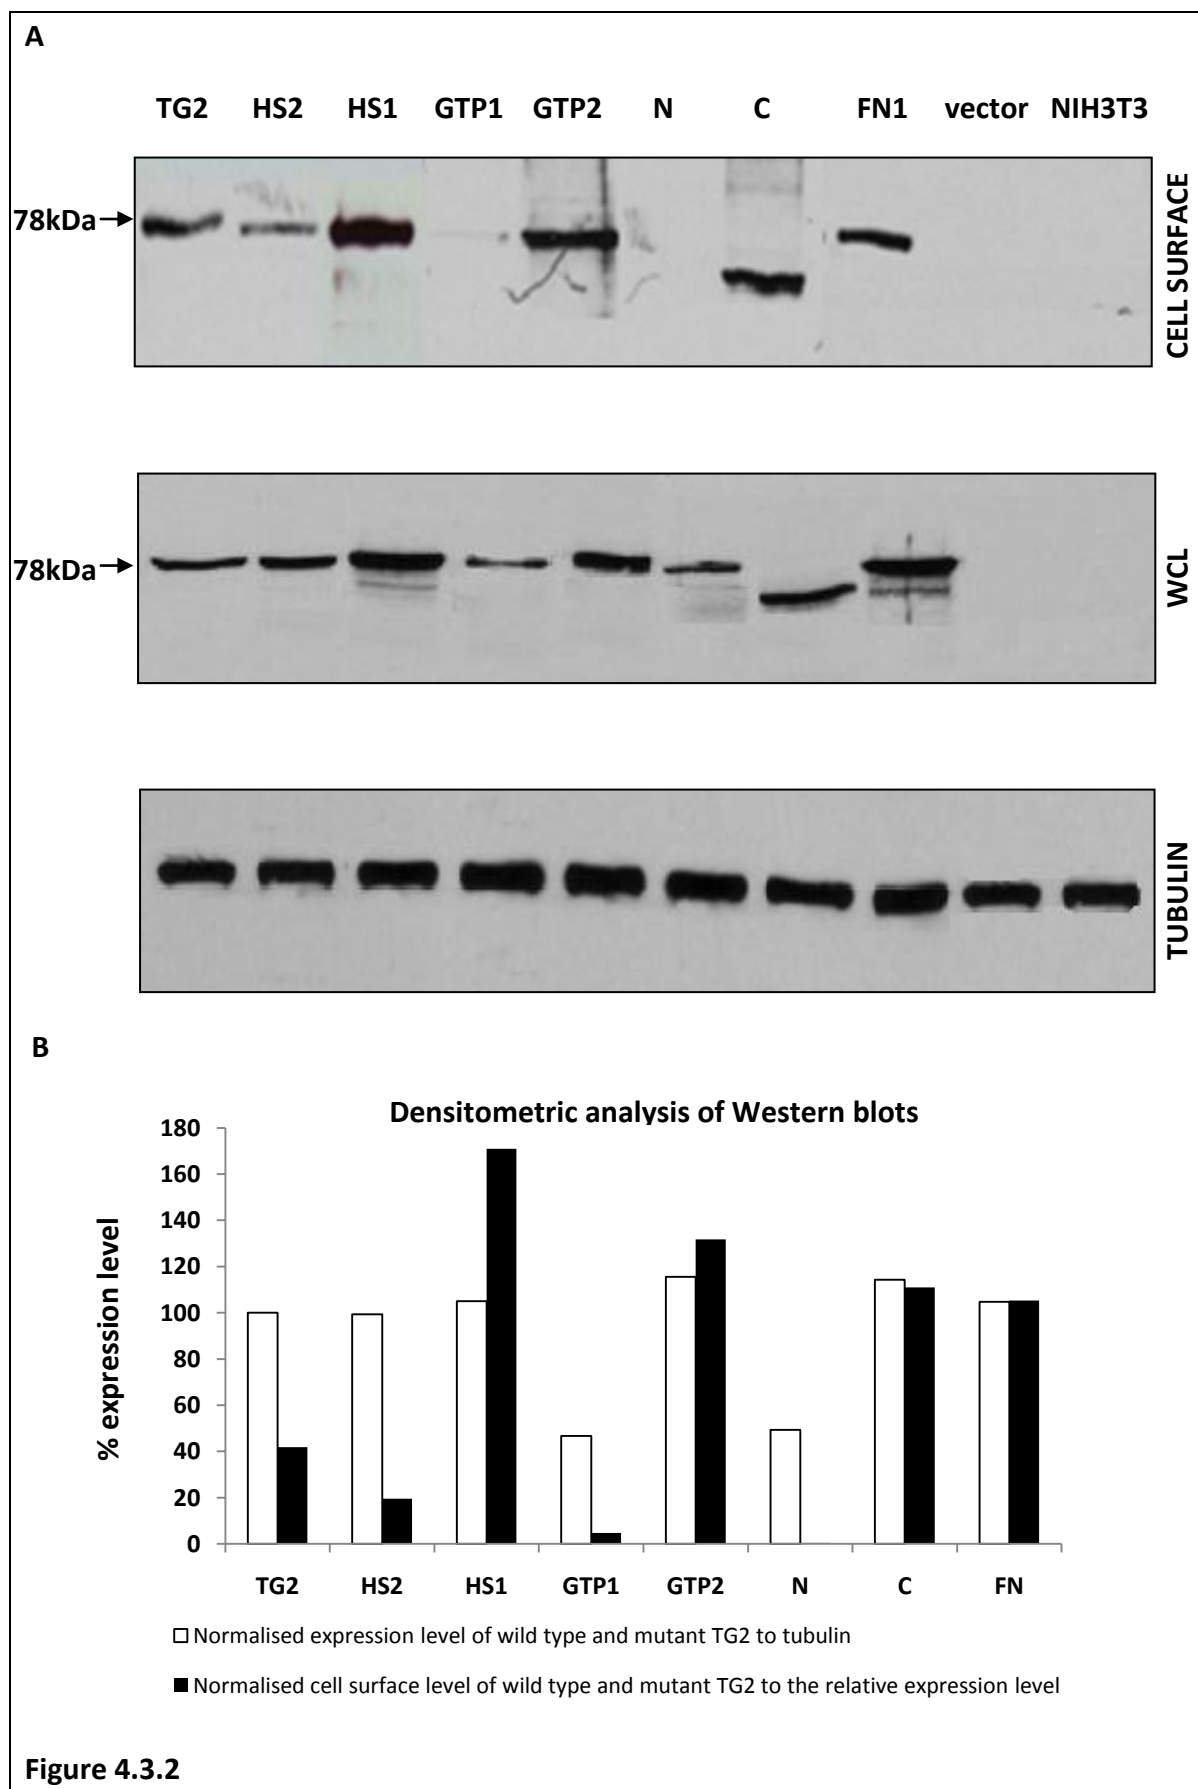 A
TG2 HS2 HS1 GTP1 GTP2 N C FN1 vector NIH3T3
78kDa
CELL SURFACE
78kDa
WCL
TUBULIN
B
Densitometric analysis of Western blots
% expression level
180
160
140
120
100
80
60
40
20
0
TG2 HS2 HS1 GTP1 GTP2 N C FN
Normalised expression level of wild type and mutant TG2 to tubulin
Normalised cell surface level of wild type and mutant TG2 to the relative expression level
Figure 4.3.2